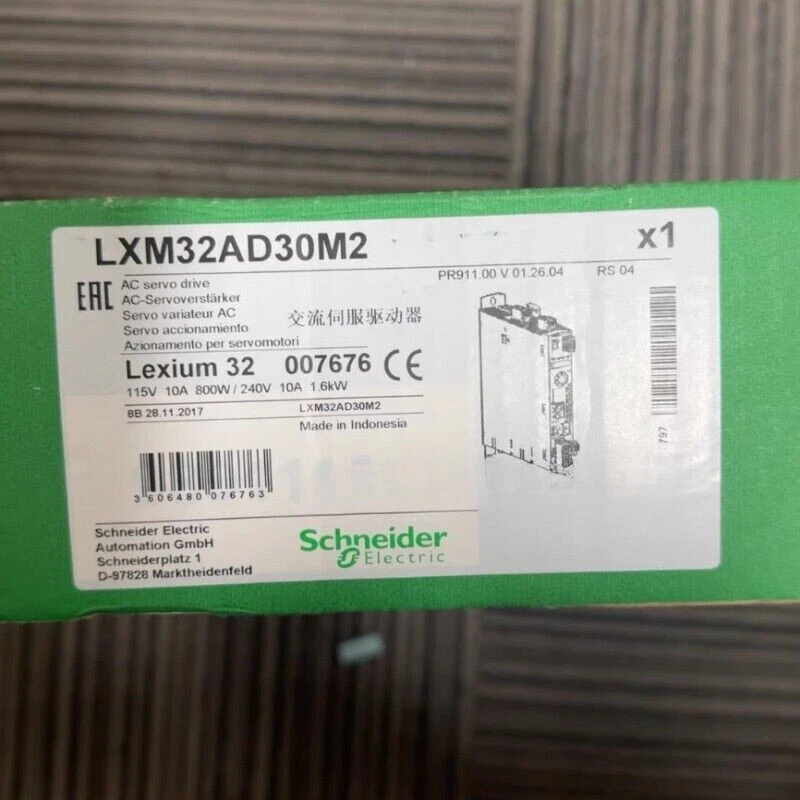 LXM32AD30M2
x1
PR911.00 V 01.26.04 RS 04
EAC
AC servo drive
AC-Servoverstärker
Servo variateur AC
Servo accionamiento
Azionamento per servomotori
交流伺服驱动器
Lexium 32 007676 CE
115V 10A 800W / 240V 10A 1.6kW
8B 28.11.2017 LXM32AD30M2
Made in Indonesia
797
3 606480 076763
Schneider Electric
Automation GmbH
Schneiderplatz 1
D-97828 Marktheidenfeld
Schneider
Electric